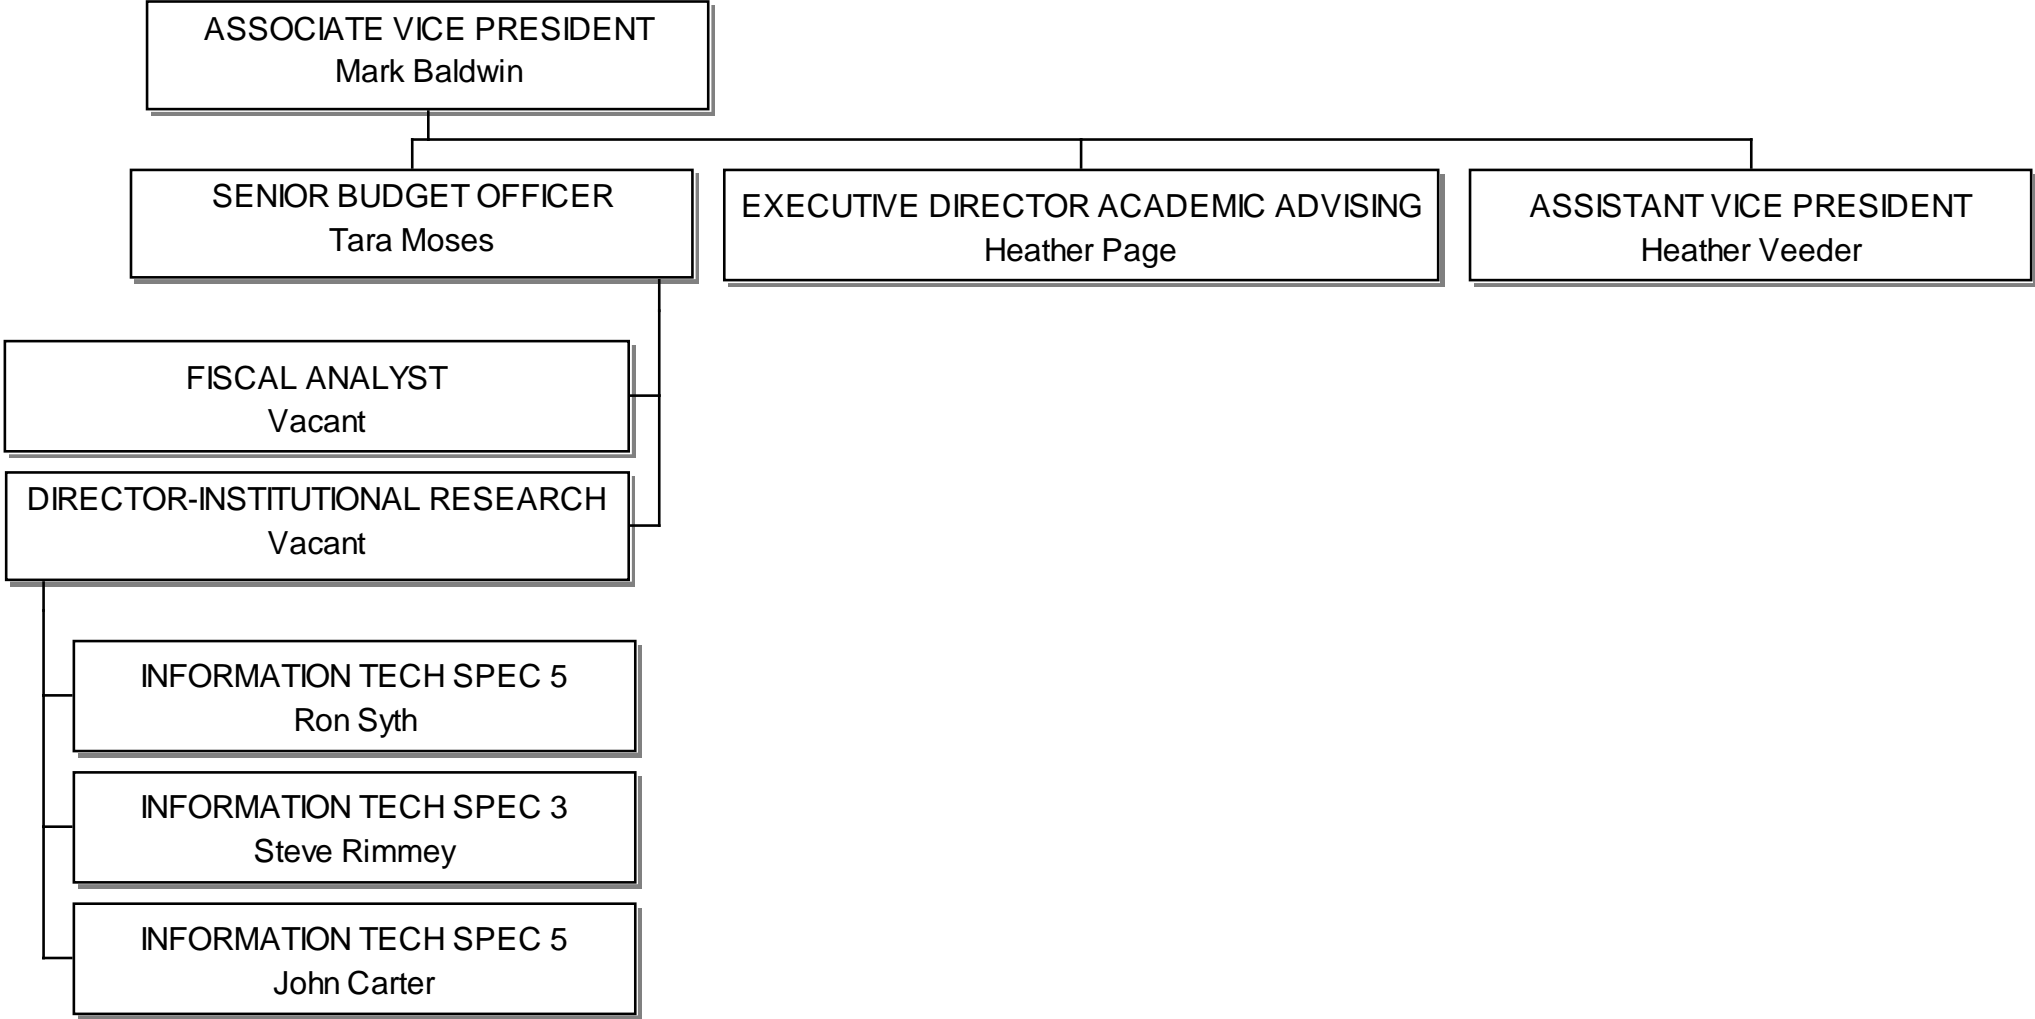 ASSOCIATE VICE PRESIDENT
Mark Baldwin
SENIOR BUDGET OFFICER
Tara Moses
EXECUTIVE DIRECTOR ACADEMIC ADVISING
Heather Page
ASSISTANT VICE PRESIDENT
Heather Veeder
FISCAL ANALYST
Vacant
DIRECTOR-INSTITUTIONAL RESEARCH
Vacant
INFORMATION TECH SPEC 5
Ron Syth
INFORMATION TECH SPEC 3
Steve Rimmey
INFORMATION TECH SPEC 5
John Carter